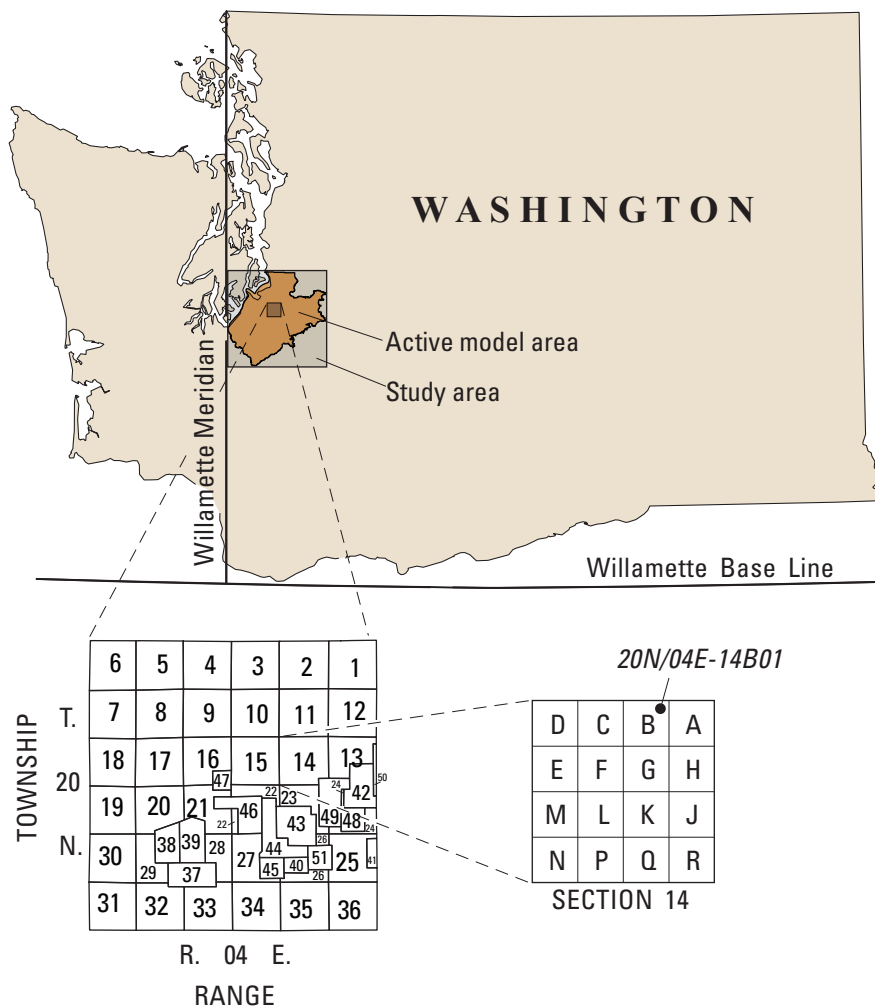 WASHINGTON
Active model area
Study area
Willamette Meridian
Willamette Base Line
20N/04E-14B01
6 5 4 3 2 1
T. 7 8 9 10 11 12
18 17 16 15 14 13
47 24 50
TOWNSHIP
20
19 20 21 22 46 22 23 43 49 48 42 24
N.
30 38 39 28 27 44 26 51 25 41
29 37 45 40 26
31 32 33 34 35 36
R. 04 E.
RANGE
D C B A
E F G H
M L K J
N P Q R
SECTION 14